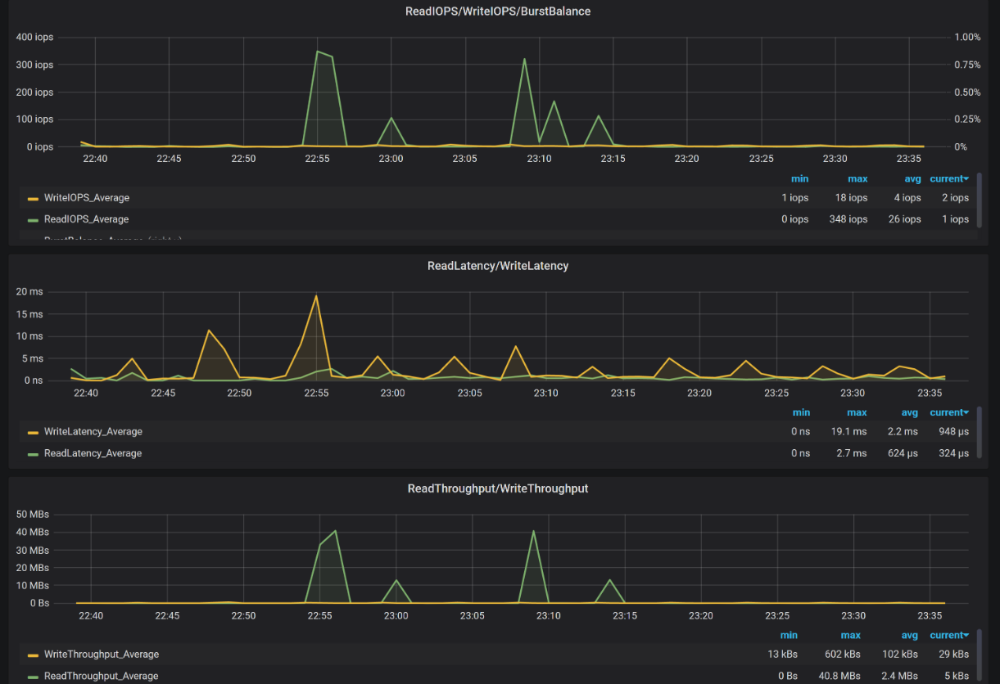 ReadIOPS/WriteIOPS/BurstBalance
400 iops
300 iops
200 iops
100 iops
0 iops
1.00%
0.75%
0.50%
0.25%
0%
22:40 22:45 22:50 22:55 23:00 23:05 23:10 23:15 23:20 23:25 23:30 23:35
min max avg current
WriteIOPS_Average 1 iops 18 iops 4 iops 2 iops
ReadIOPS_Average 0 iops 348 iops 26 iops 1 iops
ReadLatency/WriteLatency
20 ms
15 ms
10 ms
5 ms
0 ns
22:40 22:45 22:50 22:55 23:00 23:05 23:10 23:15 23:20 23:25 23:30 23:35
min max avg current
WriteLatency_Average 0 ns 19.1 ms 2.2 ms 948 µs
ReadLatency_Average 0 ns 2.7 ms 624 µs 324 µs
ReadThroughput/WriteThroughput
50 MBs
40 MBs
30 MBs
20 MBs
10 MBs
0 Bs
22:40 22:45 22:50 22:55 23:00 23:05 23:10 23:15 23:20 23:25 23:30 23:35
min max avg current
WriteThroughput_Average 13 kBs 602 kBs 102 kBs 29 kBs
ReadThroughput_Average 0 Bs 40.8 MBs 2.4 MBs 5 kBs